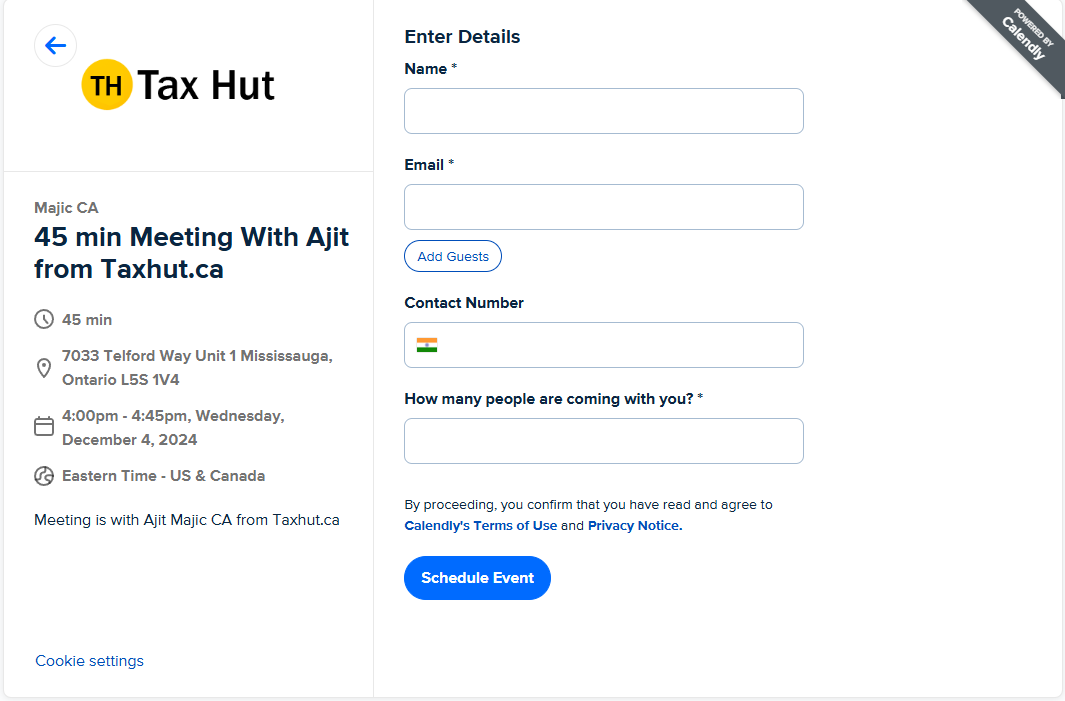 TH Tax Hut
Majic CA
45 min Meeting With Ajit
from Taxhut.ca
45 min
7033 Telford Way Unit 1 Mississauga,
Ontario L5S 1V4
4:00pm - 4:45pm, Wednesday,
December 4, 2024
Eastern Time - US & Canada
Meeting is with Ajit Majic CA from Taxhut.ca
Cookie settings
Enter Details
Name *
Email *
Add Guests
Contact Number
How many people are coming with you? *
By proceeding, you confirm that you have read and agree to
Calendly's Terms of Use and Privacy Notice.
Schedule Event
POWERED BY
Calendly